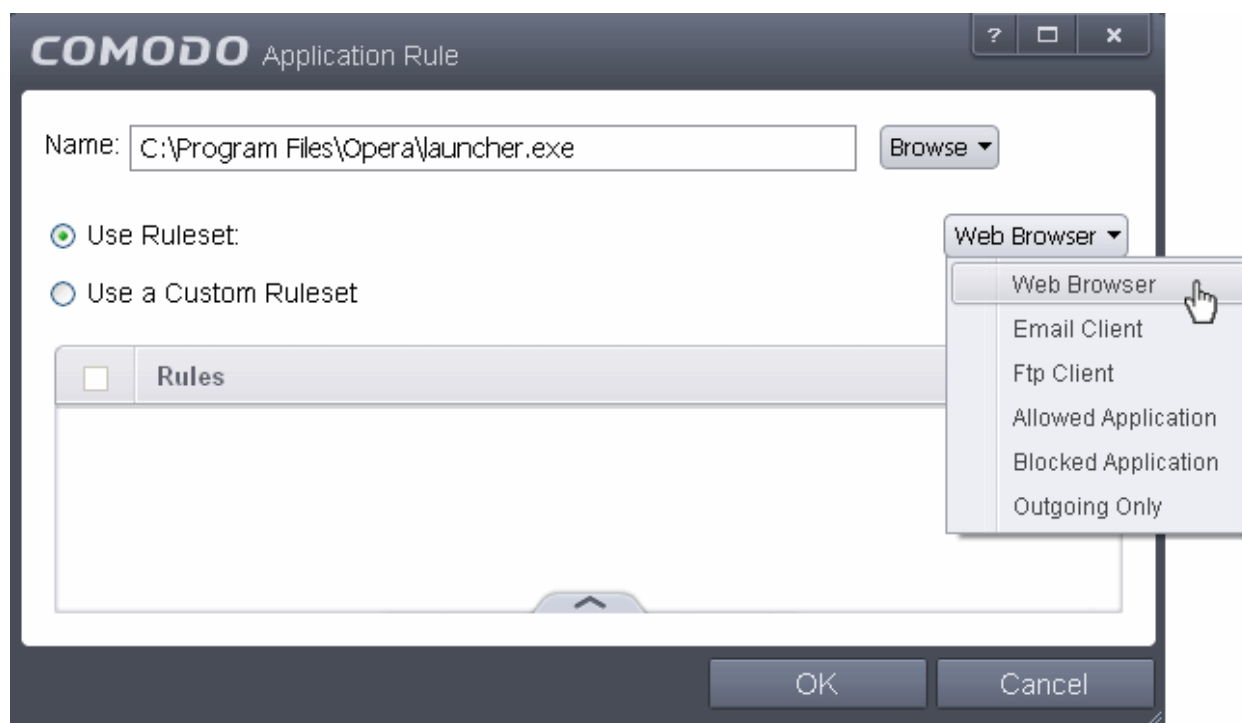 COMODO Application Rule
?
x
Name: C:\Program Files\Opera\launcher.exe Browse
Use Ruleset: Web Browser
Use a Custom Ruleset
Web Browser
Email Client
Ftp Client
Allowed Application
Blocked Application
Outgoing Only
Rules
OK Cancel